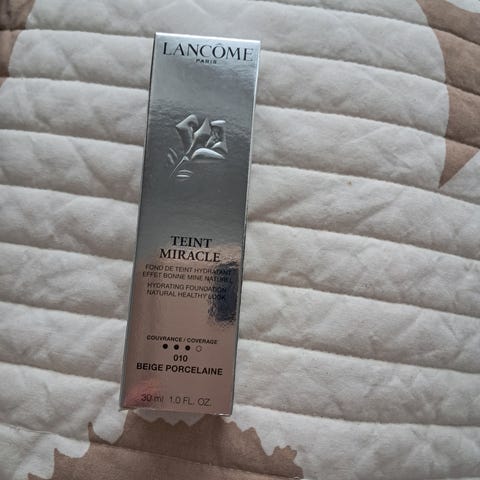 LANCÔME
PARIS
TEINT
MIRACLE
FOND DE TEINT HYDRATANT
EFFET BONNE MINE NATUREL
HYDRATING FOUNDATION
NATURAL HEALTHY LOOK
COUVRANCE / COVERAGE
010
BEIGE PORCELAINE
30 ml 1.0 FL. OZ.